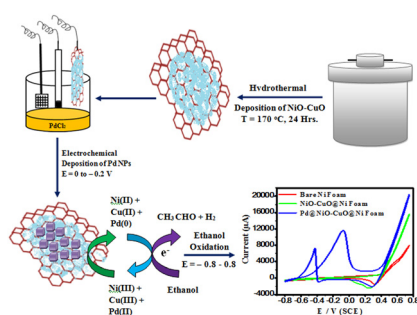 Hydrothermal
Deposition of NiO-CuO
T = 170 °C, 24 Hrs.
PdCl₂
Electrochemical
Deposition of Pd NPs
E = 0 to – 0.2 V
Ni(II) +
Cu(II) +
Pd(0)
CH₃ CHO + H₂
e⁻
Ethanol
Oxidation
E = – 0.8 - 0.8
Ni(III) +
Cu(III) +
Pd(II)
Ethanol
Bare Ni Foam
NiO-CuO@Ni Foam
Pd@NiO-CuO@Ni Foam
Current (µA)
20000
16000
12000
8000
4000
0
-4000
-0.8 -0.6 -0.4 -0.2 0.0 0.2 0.4 0.6 0.8
E / V (SCE)